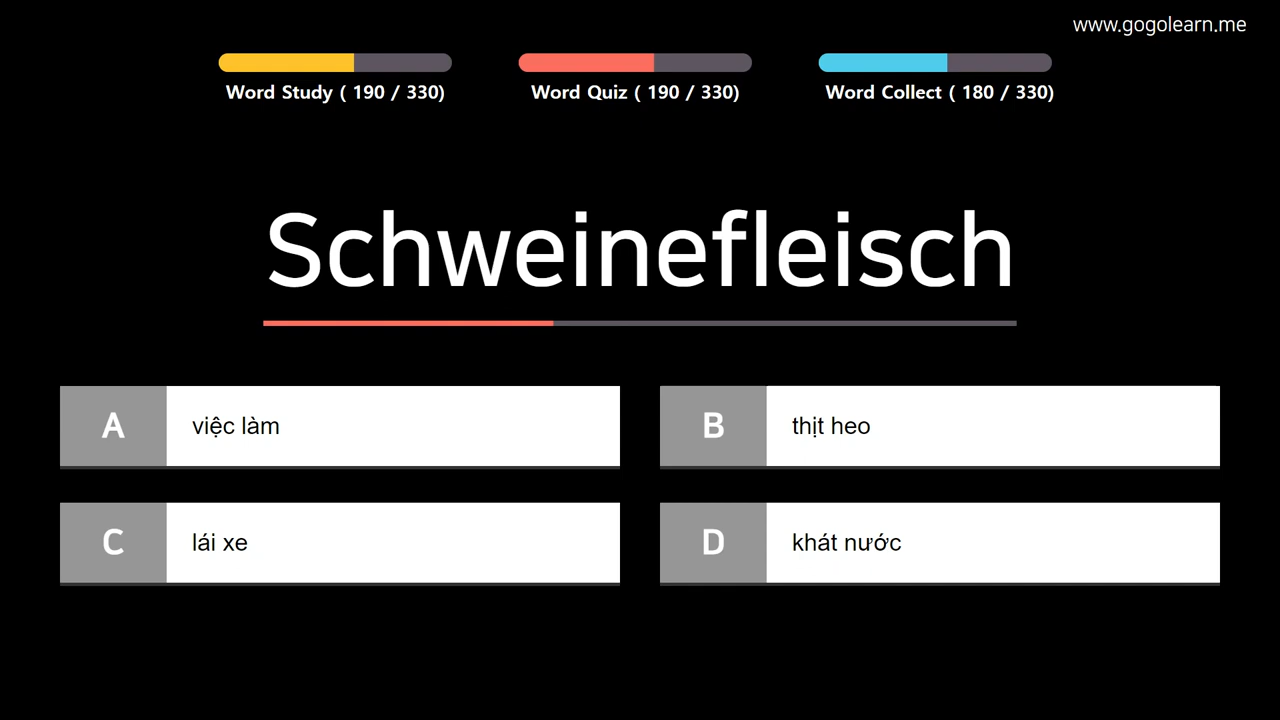 www.gogolearn.me
Word Study ( 190 / 330)
Word Quiz ( 190 / 330)
Word Collect ( 180 / 330)
Schweinefleisch
A việc làm
B thịt heo
C lái xe
D khát nước